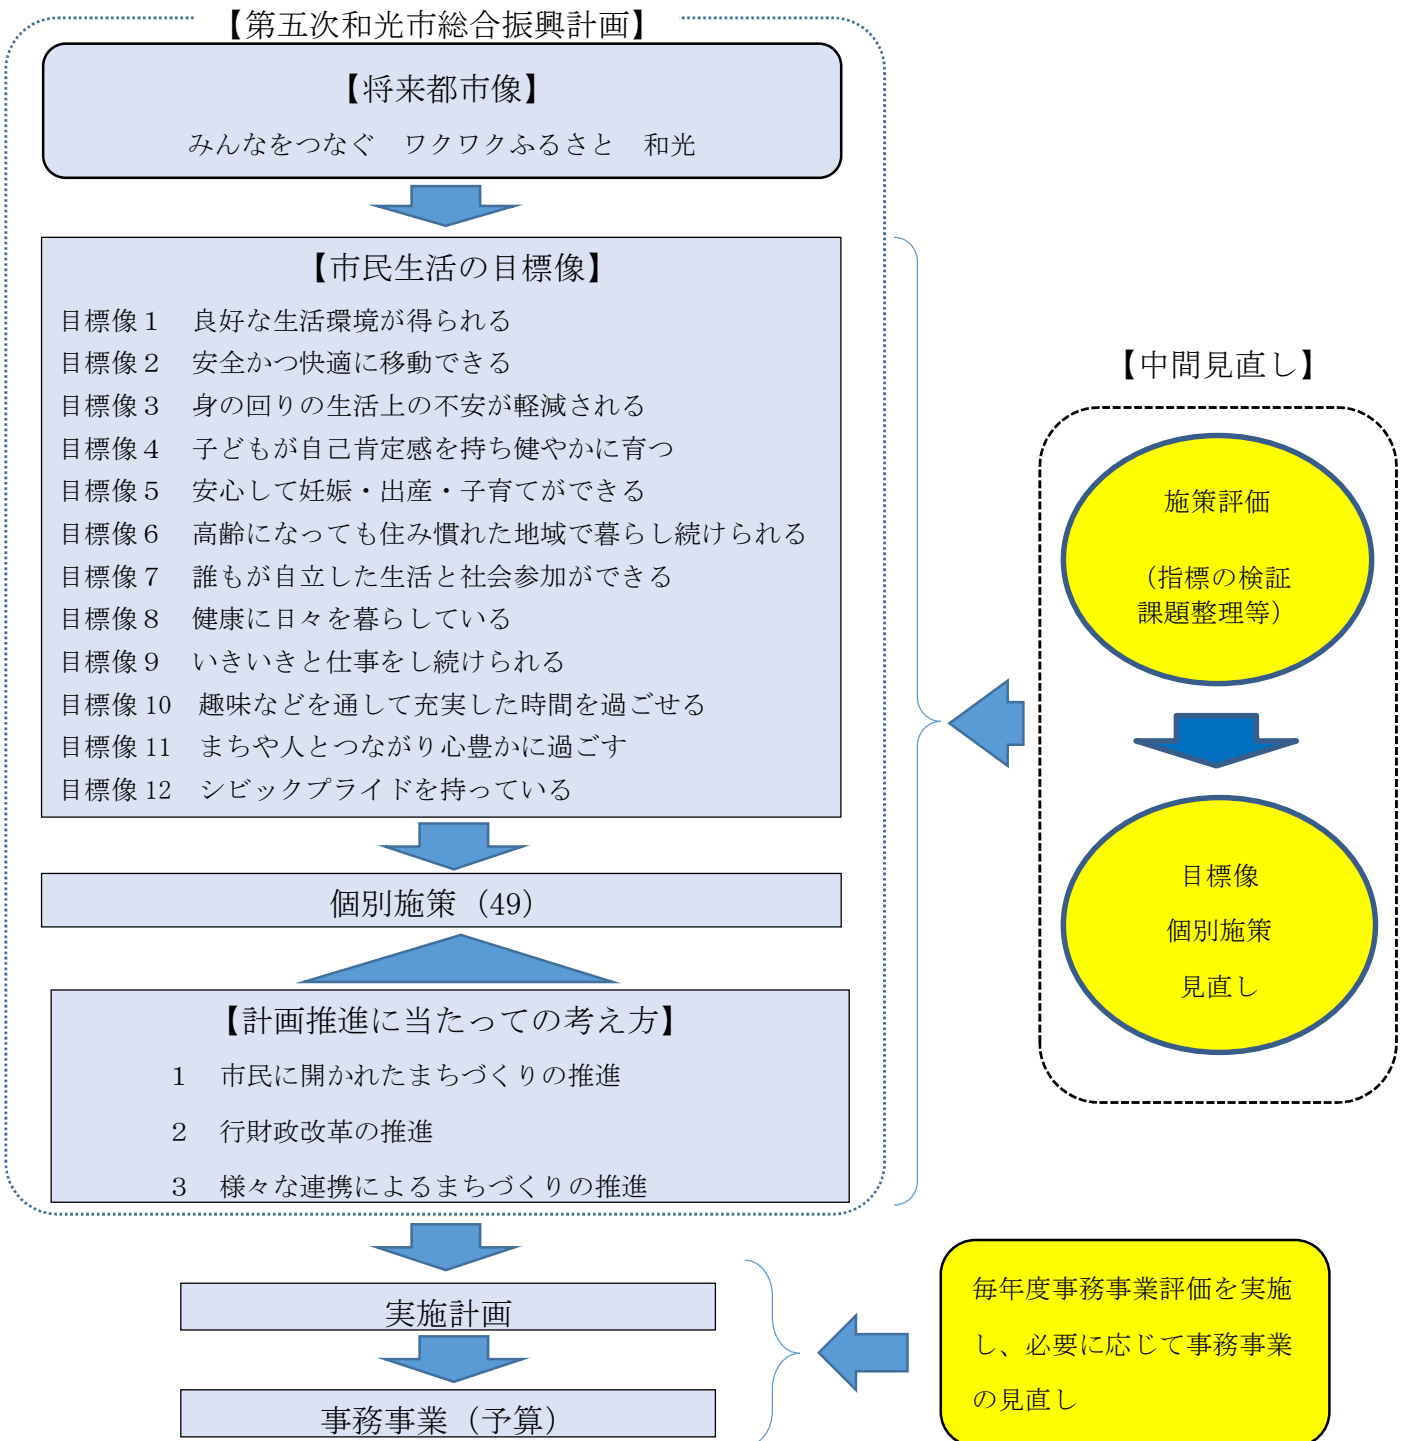 【第五次和光市総合振興計画】
【将来都市像】
みんなをつなぐ　ワクワクふるさと　和光
【市民生活の目標像】
目標像１　良好な生活環境が得られる
目標像２　安全かつ快適に移動できる
目標像３　身の回りの生活上の不安が軽減される
目標像４　子どもが自己肯定感を持ち健やかに育つ
目標像５　安心して妊娠・出産・子育てができる
目標像６　高齢になっても住み慣れた地域で暮らし続けられる
目標像７　誰もが自立した生活と社会参加ができる
目標像８　健康に日々を暮らしている
目標像９　いきいきと仕事をし続けられる
目標像 10　趣味などを通して充実した時間を過ごせる
目標像 11　まちや人とつながり心豊かに過ごす
目標像 12　シビックプライドを持っている
個別施策（49）
【計画推進に当たっての考え方】
１　市民に開かれたまちづくりの推進
２　行財政改革の推進
３　様々な連携によるまちづくりの推進
実施計画
事務事業（予算）
【中間見直し】
施策評価
（指標の検証
課題整理等）
目標像
個別施策
見直し
毎年度事務事業評価を実施
し、必要に応じて事務事業
の見直し